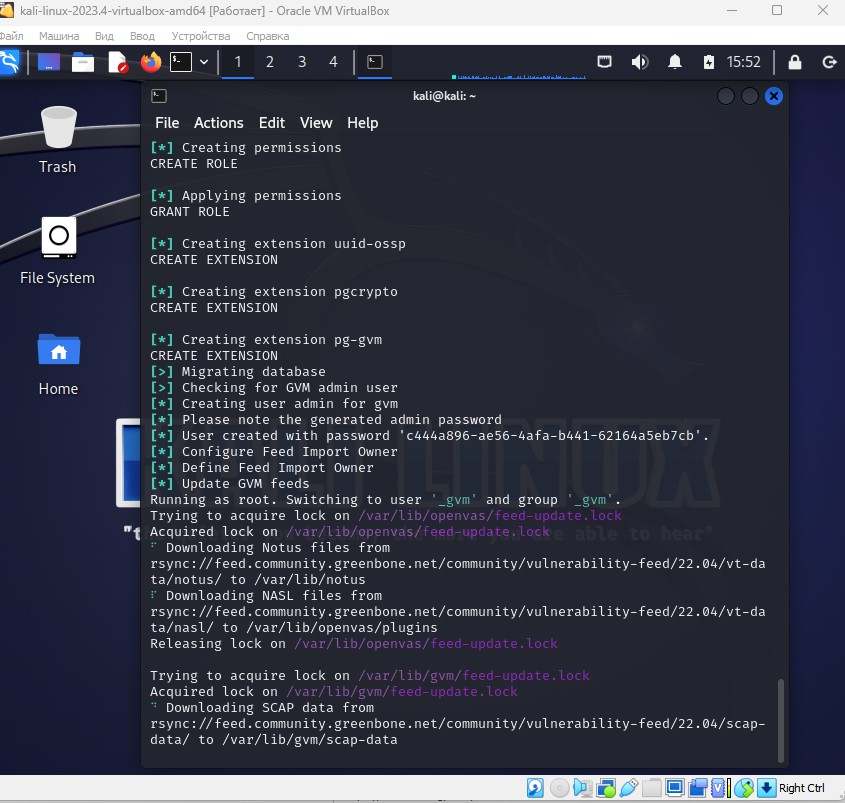 kali-linux-2023.4-virtualbox-amd64 [Работает] - Oracle VM VirtualBox
Файл Машина Вид Ввод Устройства Справка
1 2 3 4 15:52
kali@kali: ~
File Actions Edit View Help
Trash
File System
Home
[*] Creating permissions
CREATE ROLE
[*] Applying permissions
GRANT ROLE
[*] Creating extension uuid-ossp
CREATE EXTENSION
[*] Creating extension pgcrypto
CREATE EXTENSION
[*] Creating extension pg-gvm
CREATE EXTENSION
[>] Migrating database
[>] Checking for GVM admin user
[*] Creating user admin for gvm
[*] Please note the generated admin password
[*] User created with password 'c444a896-ae56-4afa-b441-62164a5eb7cb'.
[*] Configure Feed Import Owner
[*] Define Feed Import Owner
[*] Update GVM feeds
Running as root. Switching to user '_gvm' and group '_gvm'.
Trying to acquire lock on /var/lib/openvas/feed-update.lock
Acquired lock on /var/lib/openvas/feed-update.lock
Downloading Notus files from
rsync://feed.community.greenbone.net/community/vulnerability-feed/22.04/vt-da
ta/notus/ to /var/lib/notus
Downloading NASL files from
rsync://feed.community.greenbone.net/community/vulnerability-feed/22.04/vt-da
ta/nasl/ to /var/lib/openvas/plugins
Releasing lock on /var/lib/openvas/feed-update.lock
Trying to acquire lock on /var/lib/gvm/feed-update.lock
Acquired lock on /var/lib/gvm/feed-update.lock
Downloading SCAP data from
rsync://feed.community.greenbone.net/community/vulnerability-feed/22.04/scap-
data/ to /var/lib/gvm/scap-data
LINUX
are able to hear"
Right Ctrl